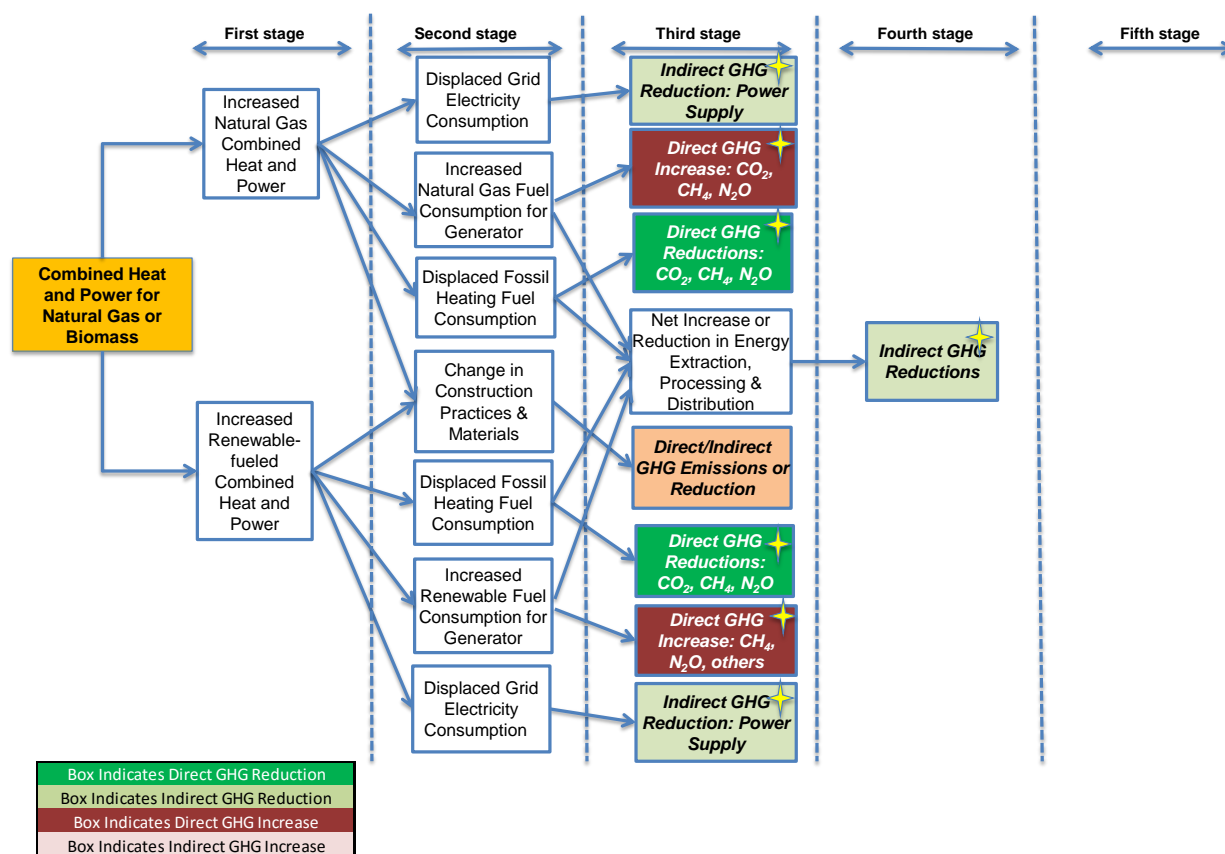 First stage
Second stage
Third stage
Fourth stage
Fifth stage
Combined Heat
and Power for
Natural Gas or
Biomass
Increased
Natural Gas
Combined
Heat and
Power
Increased
Renewable-
fueled
Combined
Heat and
Power
Displaced Grid
Electricity
Consumption
Increased
Natural Gas Fuel
Consumption for
Generator
Displaced Fossil
Heating Fuel
Consumption
Change in
Construction
Practices &
Materials
Displaced Fossil
Heating Fuel
Consumption
Increased
Renewable Fuel
Consumption for
Generator
Displaced Grid
Electricity
Consumption
Indirect GHG
Reduction: Power
Supply
Direct GHG
Increase: CO₂,
CH₄, N₂O
Direct GHG
Reductions:
CO₂, CH₄, N₂O
Net Increase or
Reduction in Energy
Extraction,
Processing &
Distribution
Direct/Indirect
GHG Emissions or
Reduction
Direct GHG
Reductions:
CO₂, CH₄, N₂O
Direct GHG
Increase: CH₄,
N₂O, others
Indirect GHG
Reduction: Power
Supply
Indirect GHG
Reductions
Box Indicates Direct GHG Reduction
Box Indicates Indirect GHG Reduction
Box Indicates Direct GHG Increase
Box Indicates Indirect GHG Increase